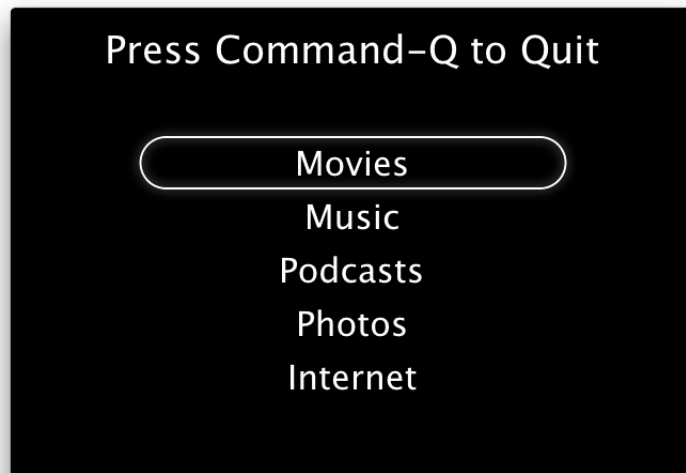 Press Command–Q to Quit
Movies
Music
Podcasts
Photos
Internet